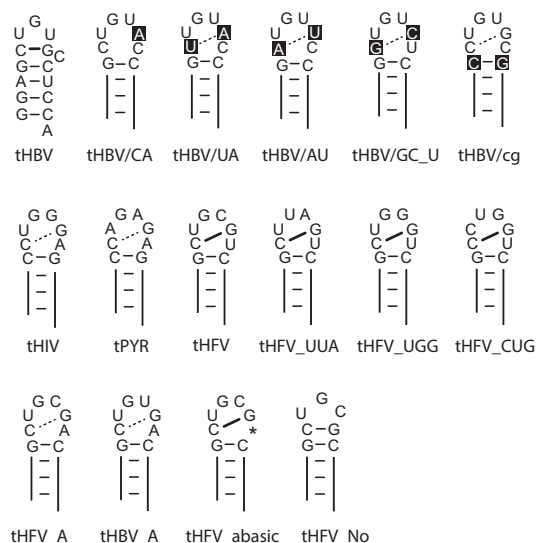 G
U U
C G C
G C
A U
G C
G C
A
tHBV
G U
U A
C C
G C
tHBV/CA
G U
U A
U C
G C
tHBV/UA
G U
U U
A C
G C
tHBV/AU
G U
U C
G U
G C
tHBV/GC_U
G U
U G
C C
C G
tHBV/cg
G G
U G
C A
C G
tHIV
G A
A G
C A
C G
tPYR
G C
U G
C U
G C
tHFV
U A
U G
C U
G C
tHFV_UUA
G G
U G
C U
G C
tHFV_UGG
U G
C G
C U
G C
tHFV_CUG
G C
U G
C A
G C
tHFV_A
G U
U G
C A
G C
tHBV_A
G C
U G
C *
G C
tHFV_abasic
G
U C
C G
G C
tHFV_No